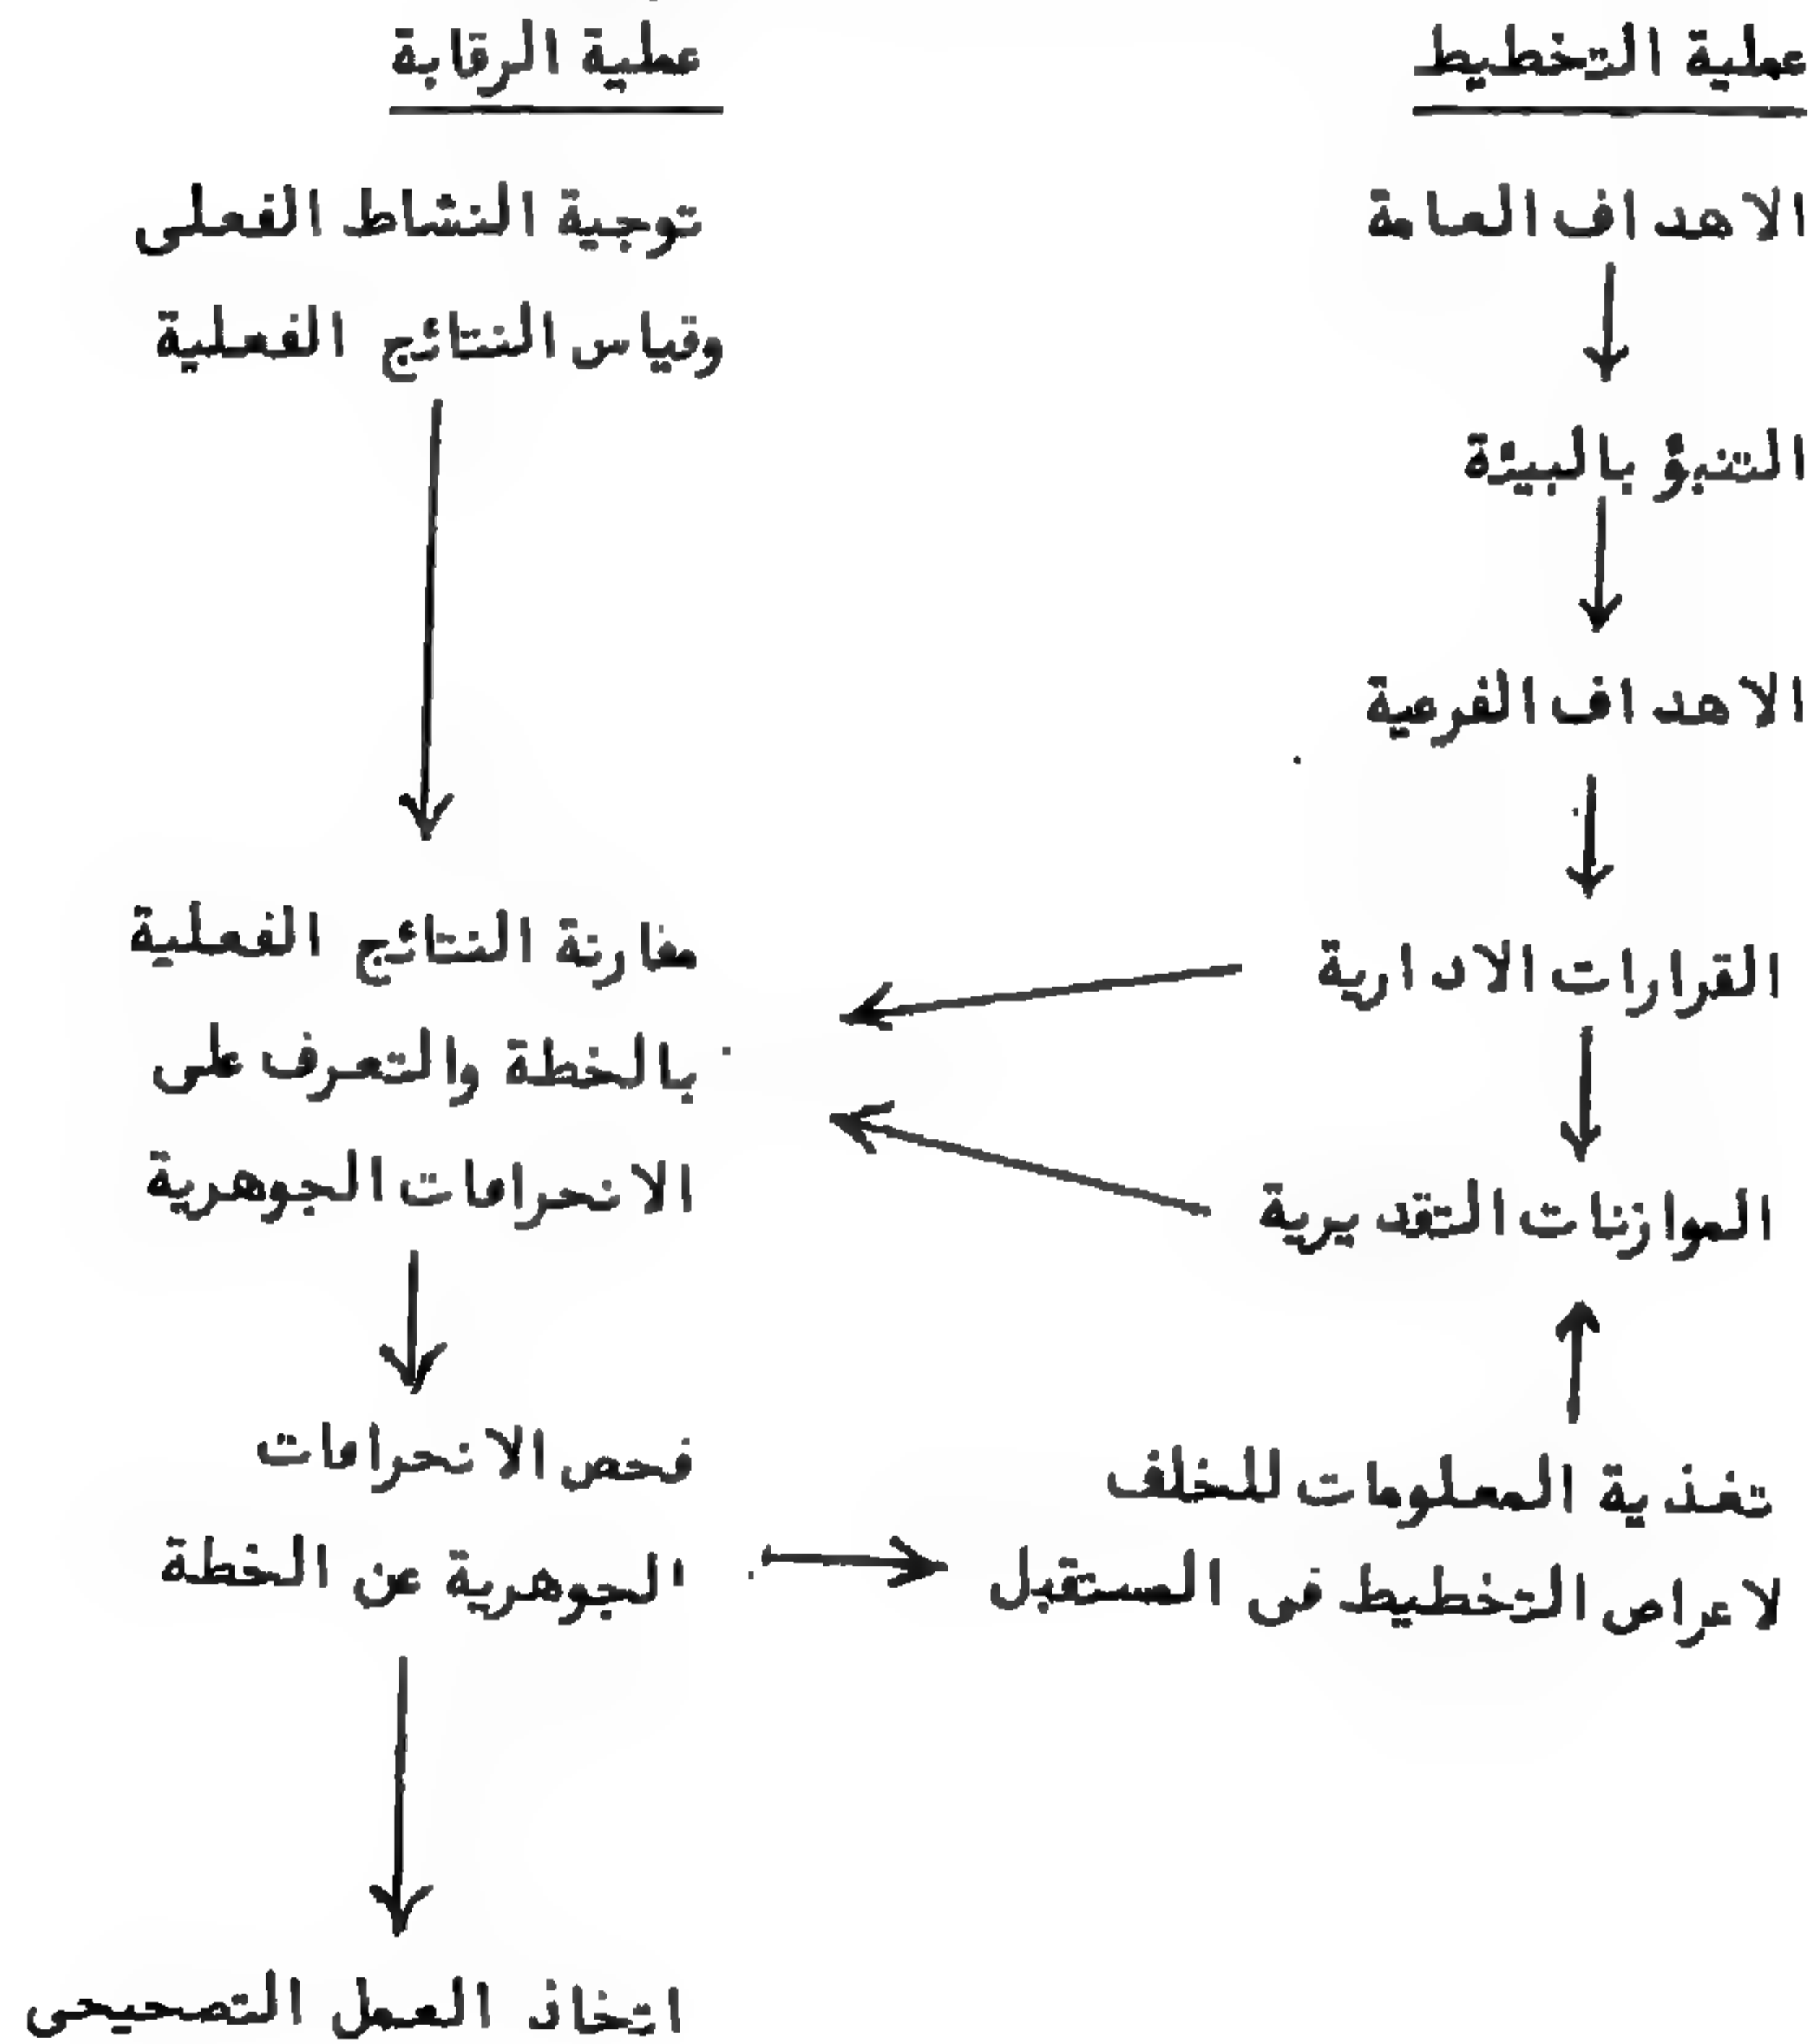 عملية التخطيط
الاهداف العامة
التنبؤ بالبيئة
الاهداف الفرعية
القرارات الادارية
الموازنات التقديرية
تغذية المعلومات للخلف
لاغراض التخطيط فى المستقبل
عملية الرقابة
توجية النشاط الفعلى
وقياس النتائج الفعلية
مقارنة النتائج الفعلية
بالخطة والتعرف على
الانحرافات الجوهرية
فحص الانحرافات
الجوهرية عن الخطة
اتخاذ العمل التصحيحى